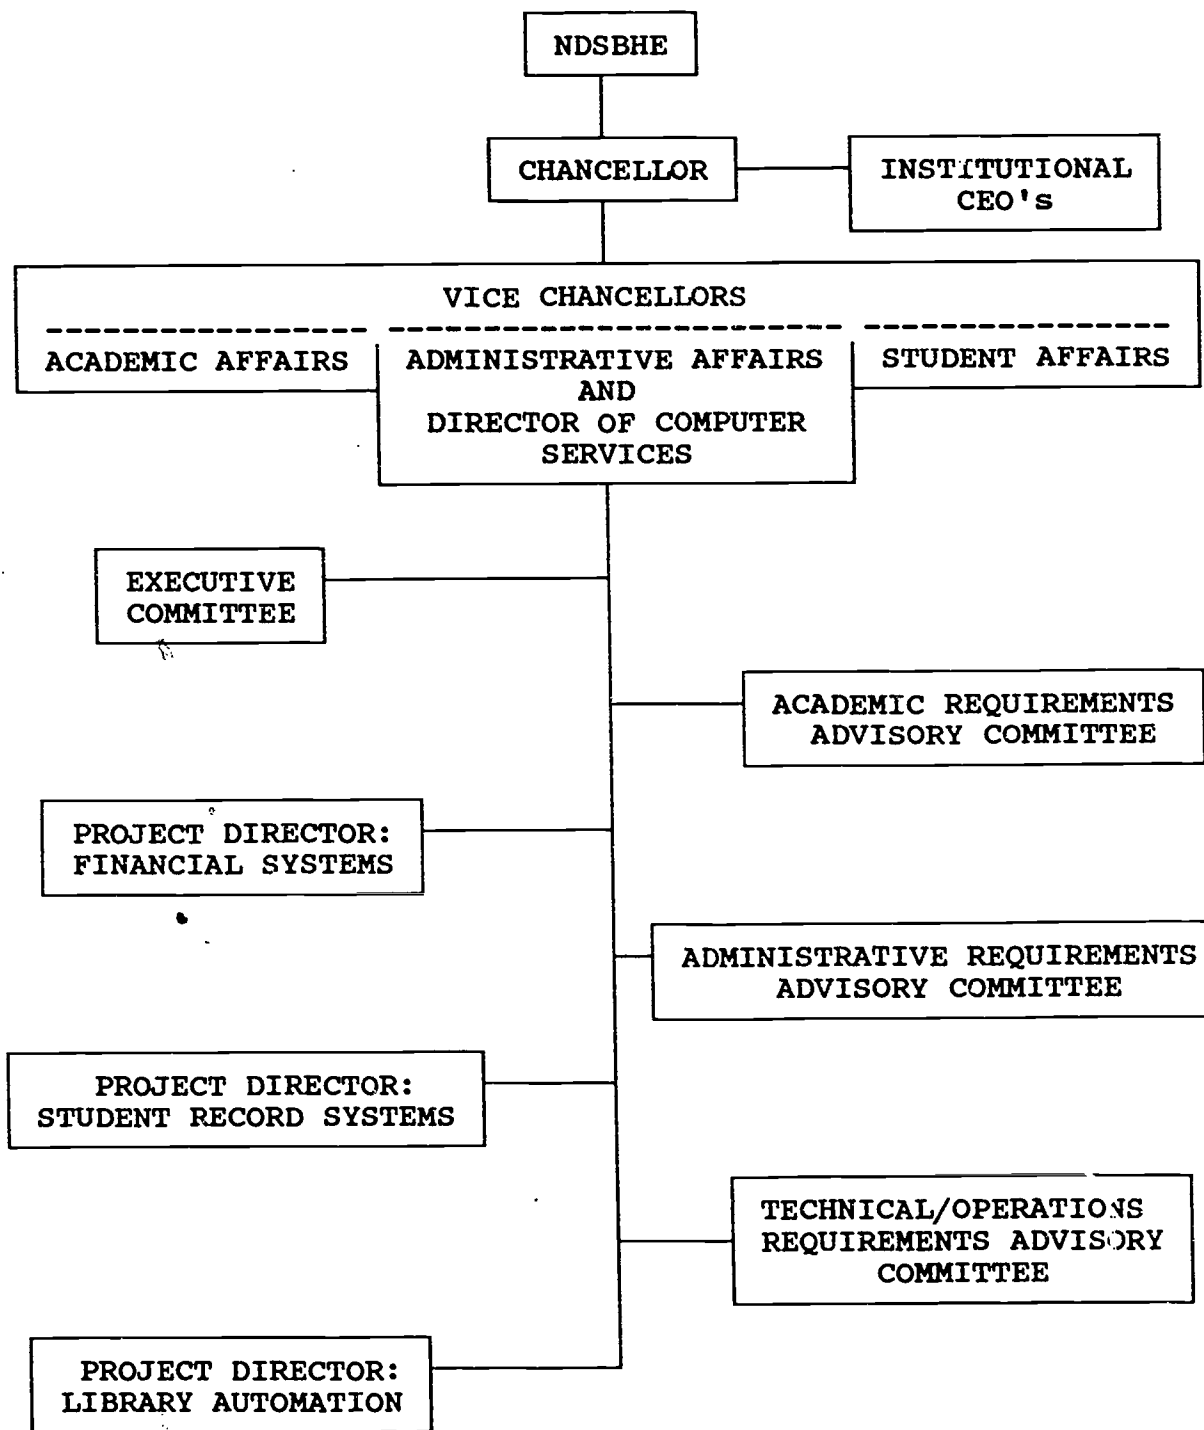 NDSBHE
CHANCELLOR
INSTITUTIONAL
CEO's
VICE CHANCELLORS
ACADEMIC AFFAIRS
ADMINISTRATIVE AFFAIRS
AND
DIRECTOR OF COMPUTER
SERVICES
STUDENT AFFAIRS
EXECUTIVE
COMMITTEE
ACADEMIC REQUIREMENTS
ADVISORY COMMITTEE
PROJECT DIRECTOR:
FINANCIAL SYSTEMS
ADMINISTRATIVE REQUIREMENTS
ADVISORY COMMITTEE
PROJECT DIRECTOR:
STUDENT RECORD SYSTEMS
TECHNICAL/OPERATIONS
REQUIREMENTS ADVISORY
COMMITTEE
PROJECT DIRECTOR:
LIBRARY AUTOMATION